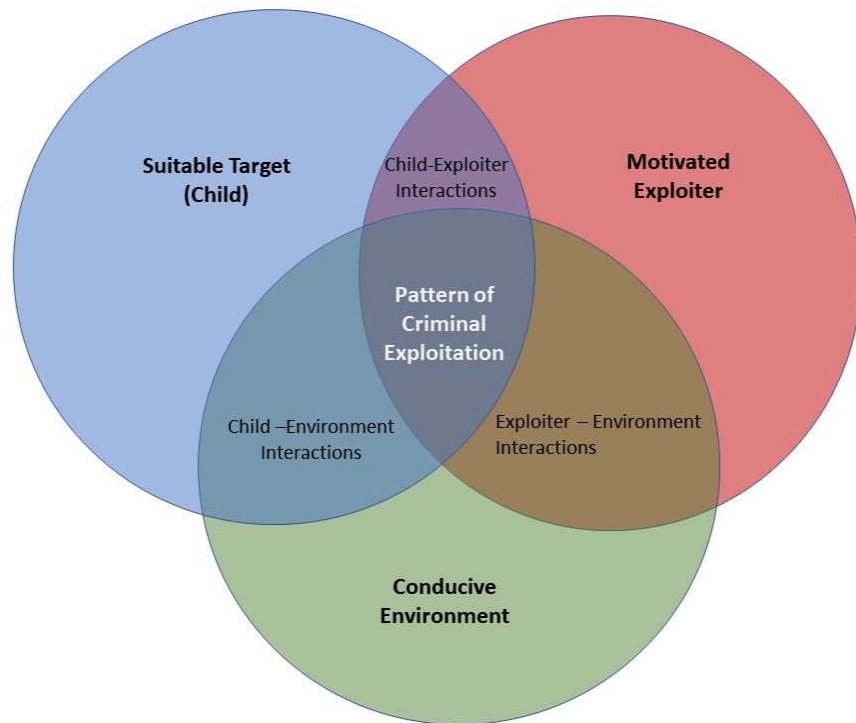 Suitable Target
(Child)
Child-Exploiter
Interactions
Motivated
Exploiter
Pattern of
Criminal
Exploitation
Child –Environment
Interactions
Exploiter – Environment
Interactions
Conducive
Environment